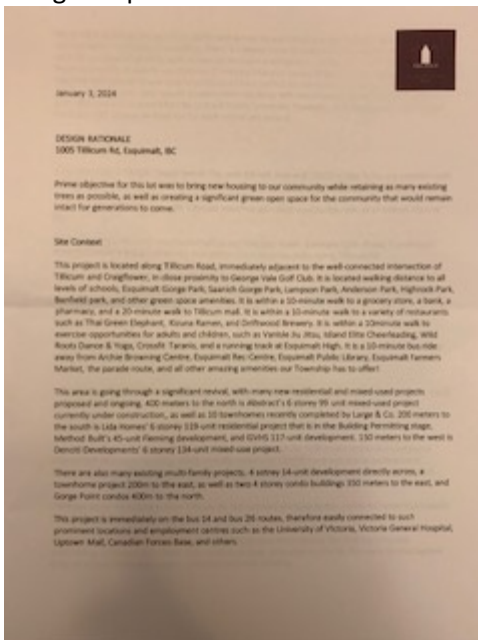 January 3, 2024
DESIGN RATIONALE
1005 Tillicum Rd, Esquimalt, BC
Prime objective for this lot was to bring new housing to our community while retaining as many existing
trees as possible, as well as creating a significant green open space for the community that would remain
intact for generations to come.
Site Context
This project is located along Tillicum Road, immediately adjacent to the well-connected intersection of
Tillicum and Craigflower, in close proximity to George Vale Golf Club. It is located walking distance to all
levels of schools, Esquimalt Gorge Park, Saanich Gorge Park, Lampson Park, Anderson Park, Highrock Park,
Banfield park, and other green space amenities. It is within a 10-minute walk to a grocery store, a bank, a
pharmacy, and a 20-minute walk to Tillicum mall. It is within a 10-minute walk to a variety of restaurants
such as Thai Green Elephant, Kizuna Ramen, and Driftwood Brewery. It is within a 10minute walk to
exercise opportunities for adults and children, such as Jiu Jitsu, Island Elite Cheerleading, Wild
Roots Dance & Yoga, Crossfit Taranis, and a running track at Esquimalt High. It is a 10-minute bus ride
away from Archie Browning Centre, Esquimalt Rec Centre, Esquimalt Public Library, Esquimalt Farmers
Market, the parade route, and all other amazing amenities our Township has to offer!
This area is going through a significant revival, with many new residential and mixed-used projects
proposed and ongoing. 400 meters to the north is Abstract's 6 storey 99 unit mixed-used project
currently under construction, as well as 10 townhomes recently completed by Large & Co. 200 meters to
the south is Lida Homes' 6 storey 119-unit residential project that is in the Building Permitting stage,
Method Built's 45-unit Fleming development, and GVHS 137-unit development. 150 meters to the west is
Denciti Developments' 6 storey 134-unit mixed-use project.
There are also many existing multi-family projects, 4 sotrey 14-unit development directly across, a
townhome project 200m to the east, as well as two 4 storey condo buildings 350 meters to the east, and
Gorge Point condos 400m to the north.
This project is immediately on the bus 14 and bus 26 routes, therefore easily connected to such
prominent locations and employment centres such as the University of Victoria, Victoria General Hospital,
Uptown Mall, Canadian Forces Base, and others.